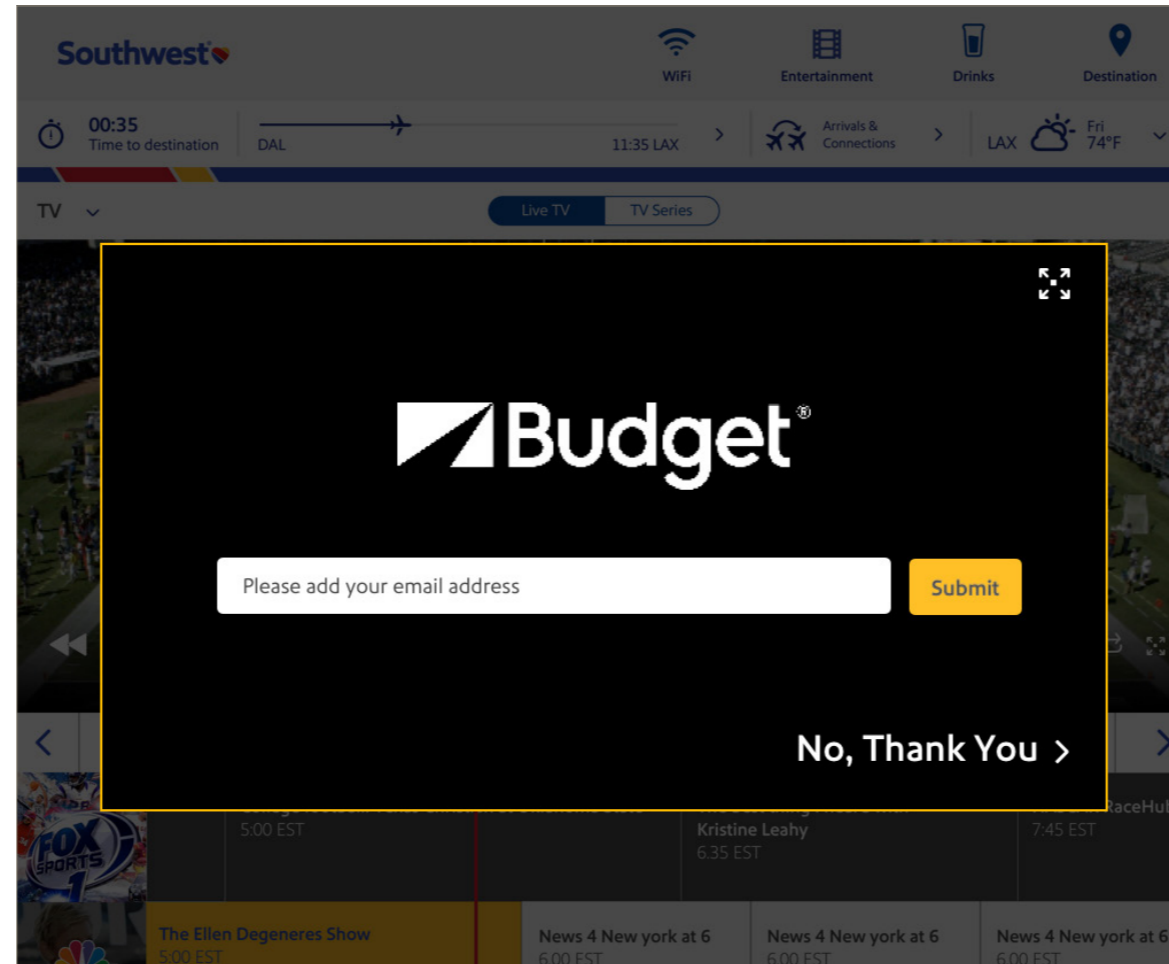 Southwest
WiFi
Entertainment
Drinks
Destination
00:35
Time to destination
DAL
11:35 LAX
Arrivals &
Connections
LAX
Fri
74°F
TV
Live TV
TV Series
Budget®
Please add your email address
Submit
No, Thank You >
RaceHub
5:00 EST
Kristine Leahy
6.35 EST
7:45 EST
FOX
SPORTS
1
The Ellen Degeneres Show
5:00 EST
News 4 New york at 6
6.00 EST
News 4 New york at 6
6.00 EST
News 4 New york at 6
6.00 EST